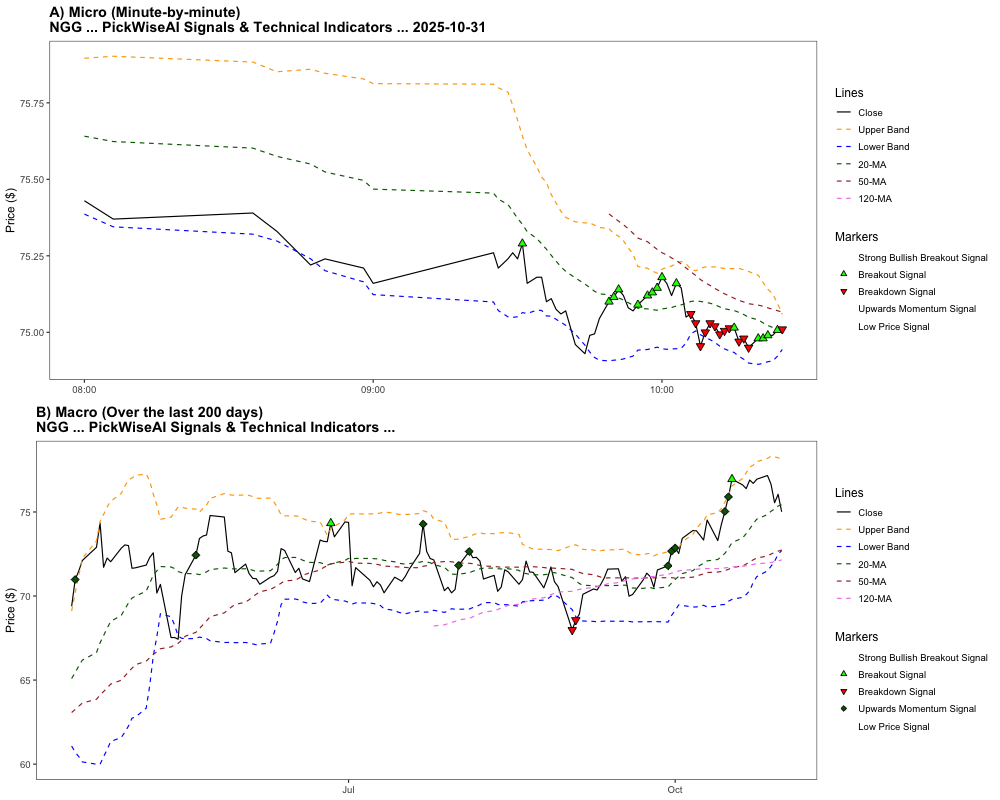 A) Micro (Minute-by-minute)
NGG ... PickWiseAI Signals & Technical Indicators ... 2025-10-31
75.75
75.50
75.25
75.00
Price ($)
08:00
09:00
10:00
Lines
Close
Upper Band
Lower Band
20-MA
50-MA
120-MA
Markers
Strong Bullish Breakout Signal
Breakout Signal
Breakdown Signal
Upwards Momentum Signal
Low Price Signal
B) Macro (Over the last 200 days)
NGG ... PickWiseAI Signals & Technical Indicators ...
75
70
65
60
Price ($)
Jul
Oct
Lines
Close
Upper Band
Lower Band
20-MA
50-MA
120-MA
Markers
Strong Bullish Breakout Signal
Breakout Signal
Breakdown Signal
Upwards Momentum Signal
Low Price Signal